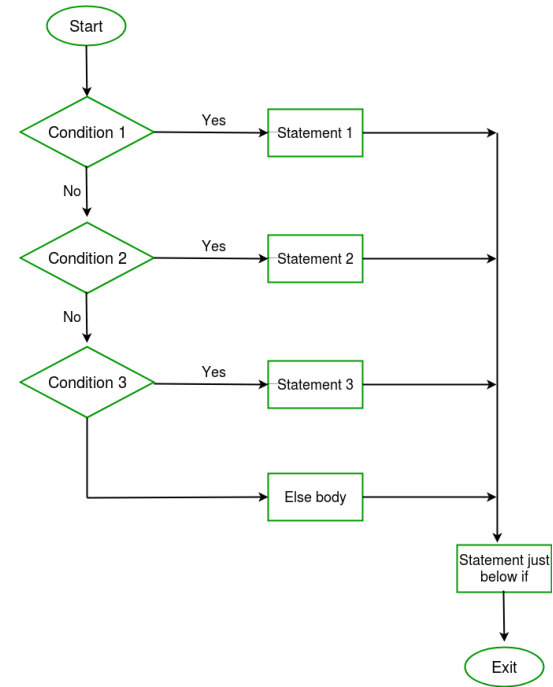 Start
Condition 1
Yes
Statement 1
No
Condition 2
Yes
Statement 2
No
Condition 3
Yes
Statement 3
Else body
Statement just
below if
Exit